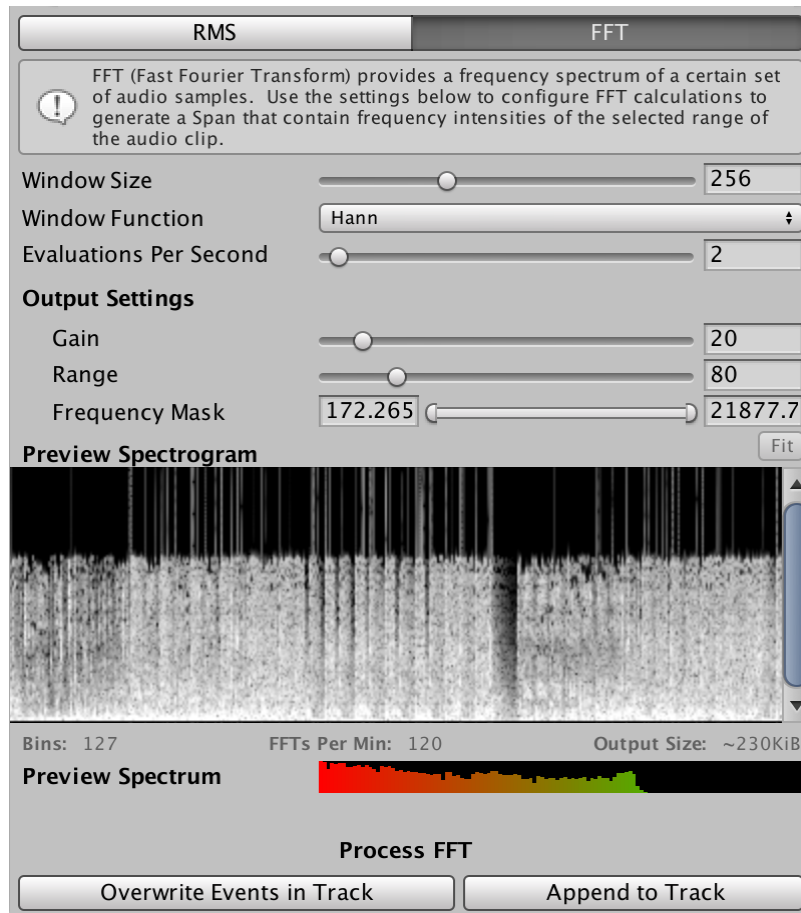 RMS FFT
FFT (Fast Fourier Transform) provides a frequency spectrum of a certain set
of audio samples.  Use the settings below to configure FFT calculations to
generate a Span that contain frequency intensities of the selected range of
the audio clip.
Window Size 256
Window Function Hann
Evaluations Per Second 2
Output Settings
Gain 20
Range 80
Frequency Mask 172.265 21877.7
Fit
Preview Spectrogram
Bins: 127 FFTs Per Min: 120 Output Size: ~230KiB
Preview Spectrum
Process FFT
Overwrite Events in Track Append to Track